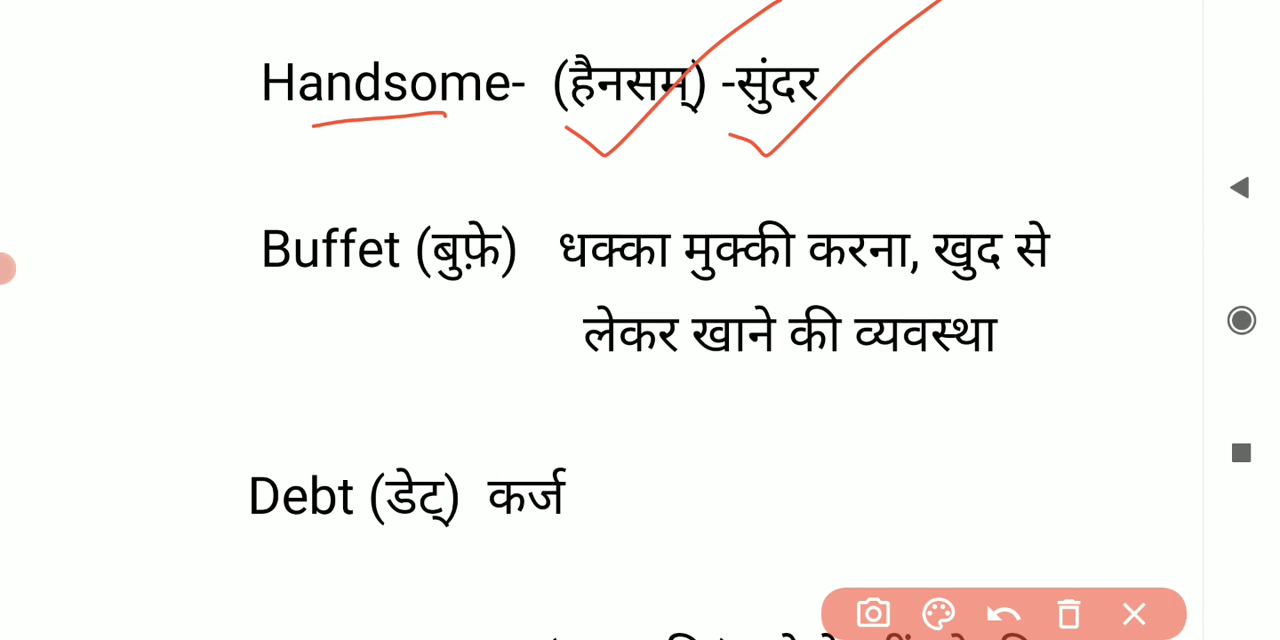 Handsome- (हैनसम्) -सुंदर
Buffet (बुफ़े) धक्का मुक्की करना, खुद से
लेकर खाने की व्यवस्था
Debt (डेट्) कर्ज